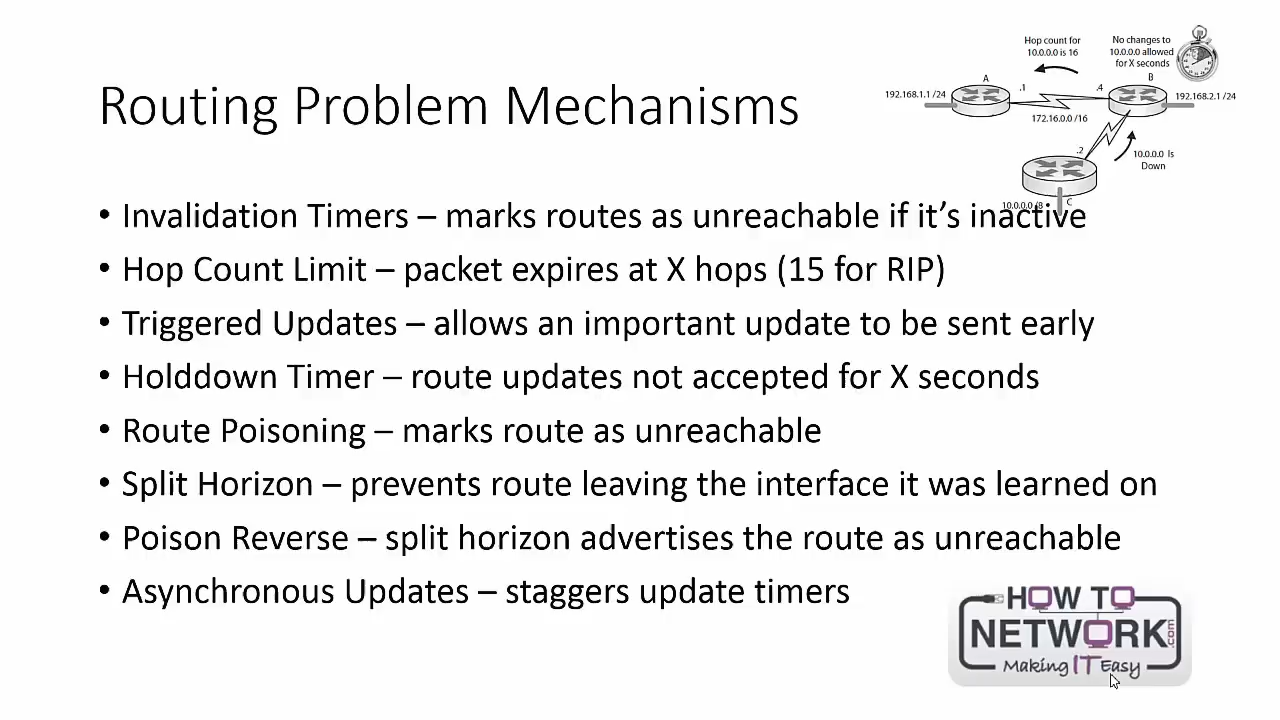 Routing Problem Mechanisms
Hop count for
10.0.0.0 is 16
No changes to
10.0.0.0 allowed
for X seconds
A
B
192.168.1.1 /24
.1
.4
192.168.2.1 /24
172.16.0.0 /16
.2
10.0.0.0 Is
Down
10.0.0.0 /8
C
• Invalidation Timers – marks routes as unreachable if it’s inactive
• Hop Count Limit – packet expires at X hops (15 for RIP)
• Triggered Updates – allows an important update to be sent early
• Holddown Timer – route updates not accepted for X seconds
• Route Poisoning – marks route as unreachable
• Split Horizon – prevents route leaving the interface it was learned on
• Poison Reverse – split horizon advertises the route as unreachable
• Asynchronous Updates – staggers update timers
HOW TO
NETWORK.com
Making IT Easy